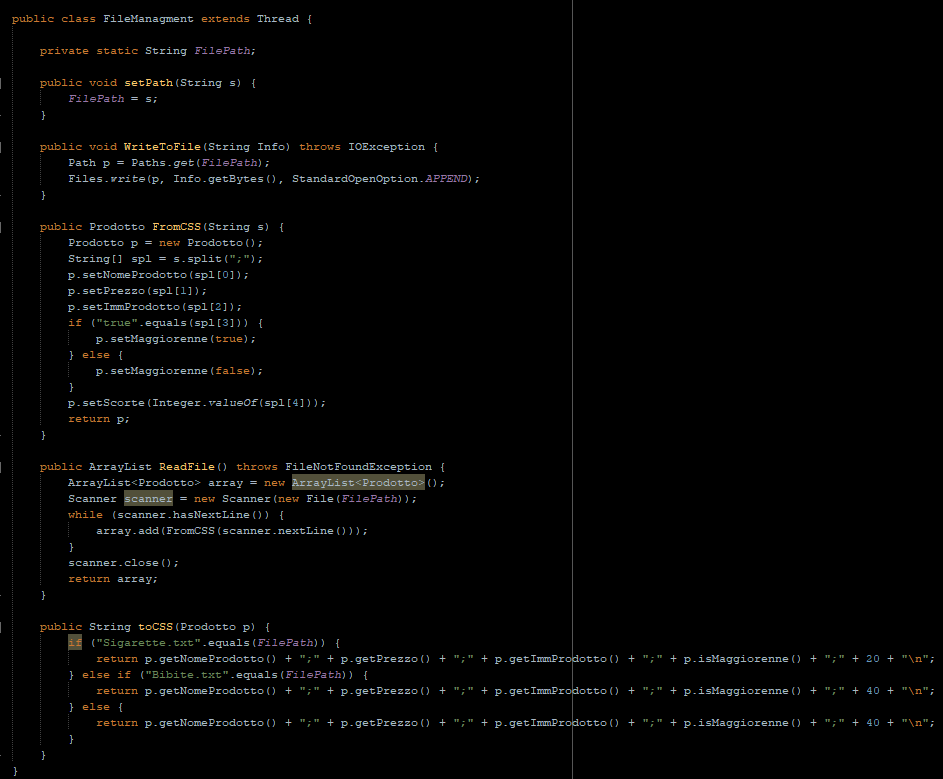 public class FileManagment extends Thread {
private static String FilePath;
public void setPath(String s) {
FilePath = s;
}
public void WriteToFile(String Info) throws IOException {
Path p = Paths.get(FilePath);
Files.write(p, Info.getBytes(), StandardOpenOption.APPEND);
}
public Prodotto FromCSS(String s) {
Prodotto p = new Prodotto();
String[] spl = s.split(";");
p.setNomeProdotto(spl[0]);
p.setPrezzo(spl[1]);
p.setImmProdotto(spl[2]);
if ("true".equals(spl[3])) {
p.setMaggiorenne(true);
} else {
p.setMaggiorenne(false);
}
p.setScorte(Integer.valueOf(spl[4]));
return p;
}
public ArrayList ReadFile() throws FileNotFoundException {
ArrayList<Prodotto> array = new ArrayList<Prodotto>();
Scanner scanner = new Scanner(new File(FilePath));
while (scanner.hasNextLine()) {
array.add(FromCSS(scanner.nextLine()));
}
scanner.close();
return array;
}
public String toCSS(Prodotto p) {
if ("Sigarette.txt".equals(FilePath)) {
return p.getNomeProdotto() + ";" + p.getPrezzo() + ";" + p.getImmProdotto() + ";" + p.isMaggiorenne() + ";" + 20 + "\n";
} else if ("Bibite.txt".equals(FilePath)) {
return p.getNomeProdotto() + ";" + p.getPrezzo() + ";" + p.getImmProdotto() + ";" + p.isMaggiorenne() + ";" + 40 + "\n";
} else {
return p.getNomeProdotto() + ";" + p.getPrezzo() + ";" + p.getImmProdotto() + ";" + p.isMaggiorenne() + ";" + 40 + "\n";
}
}
}